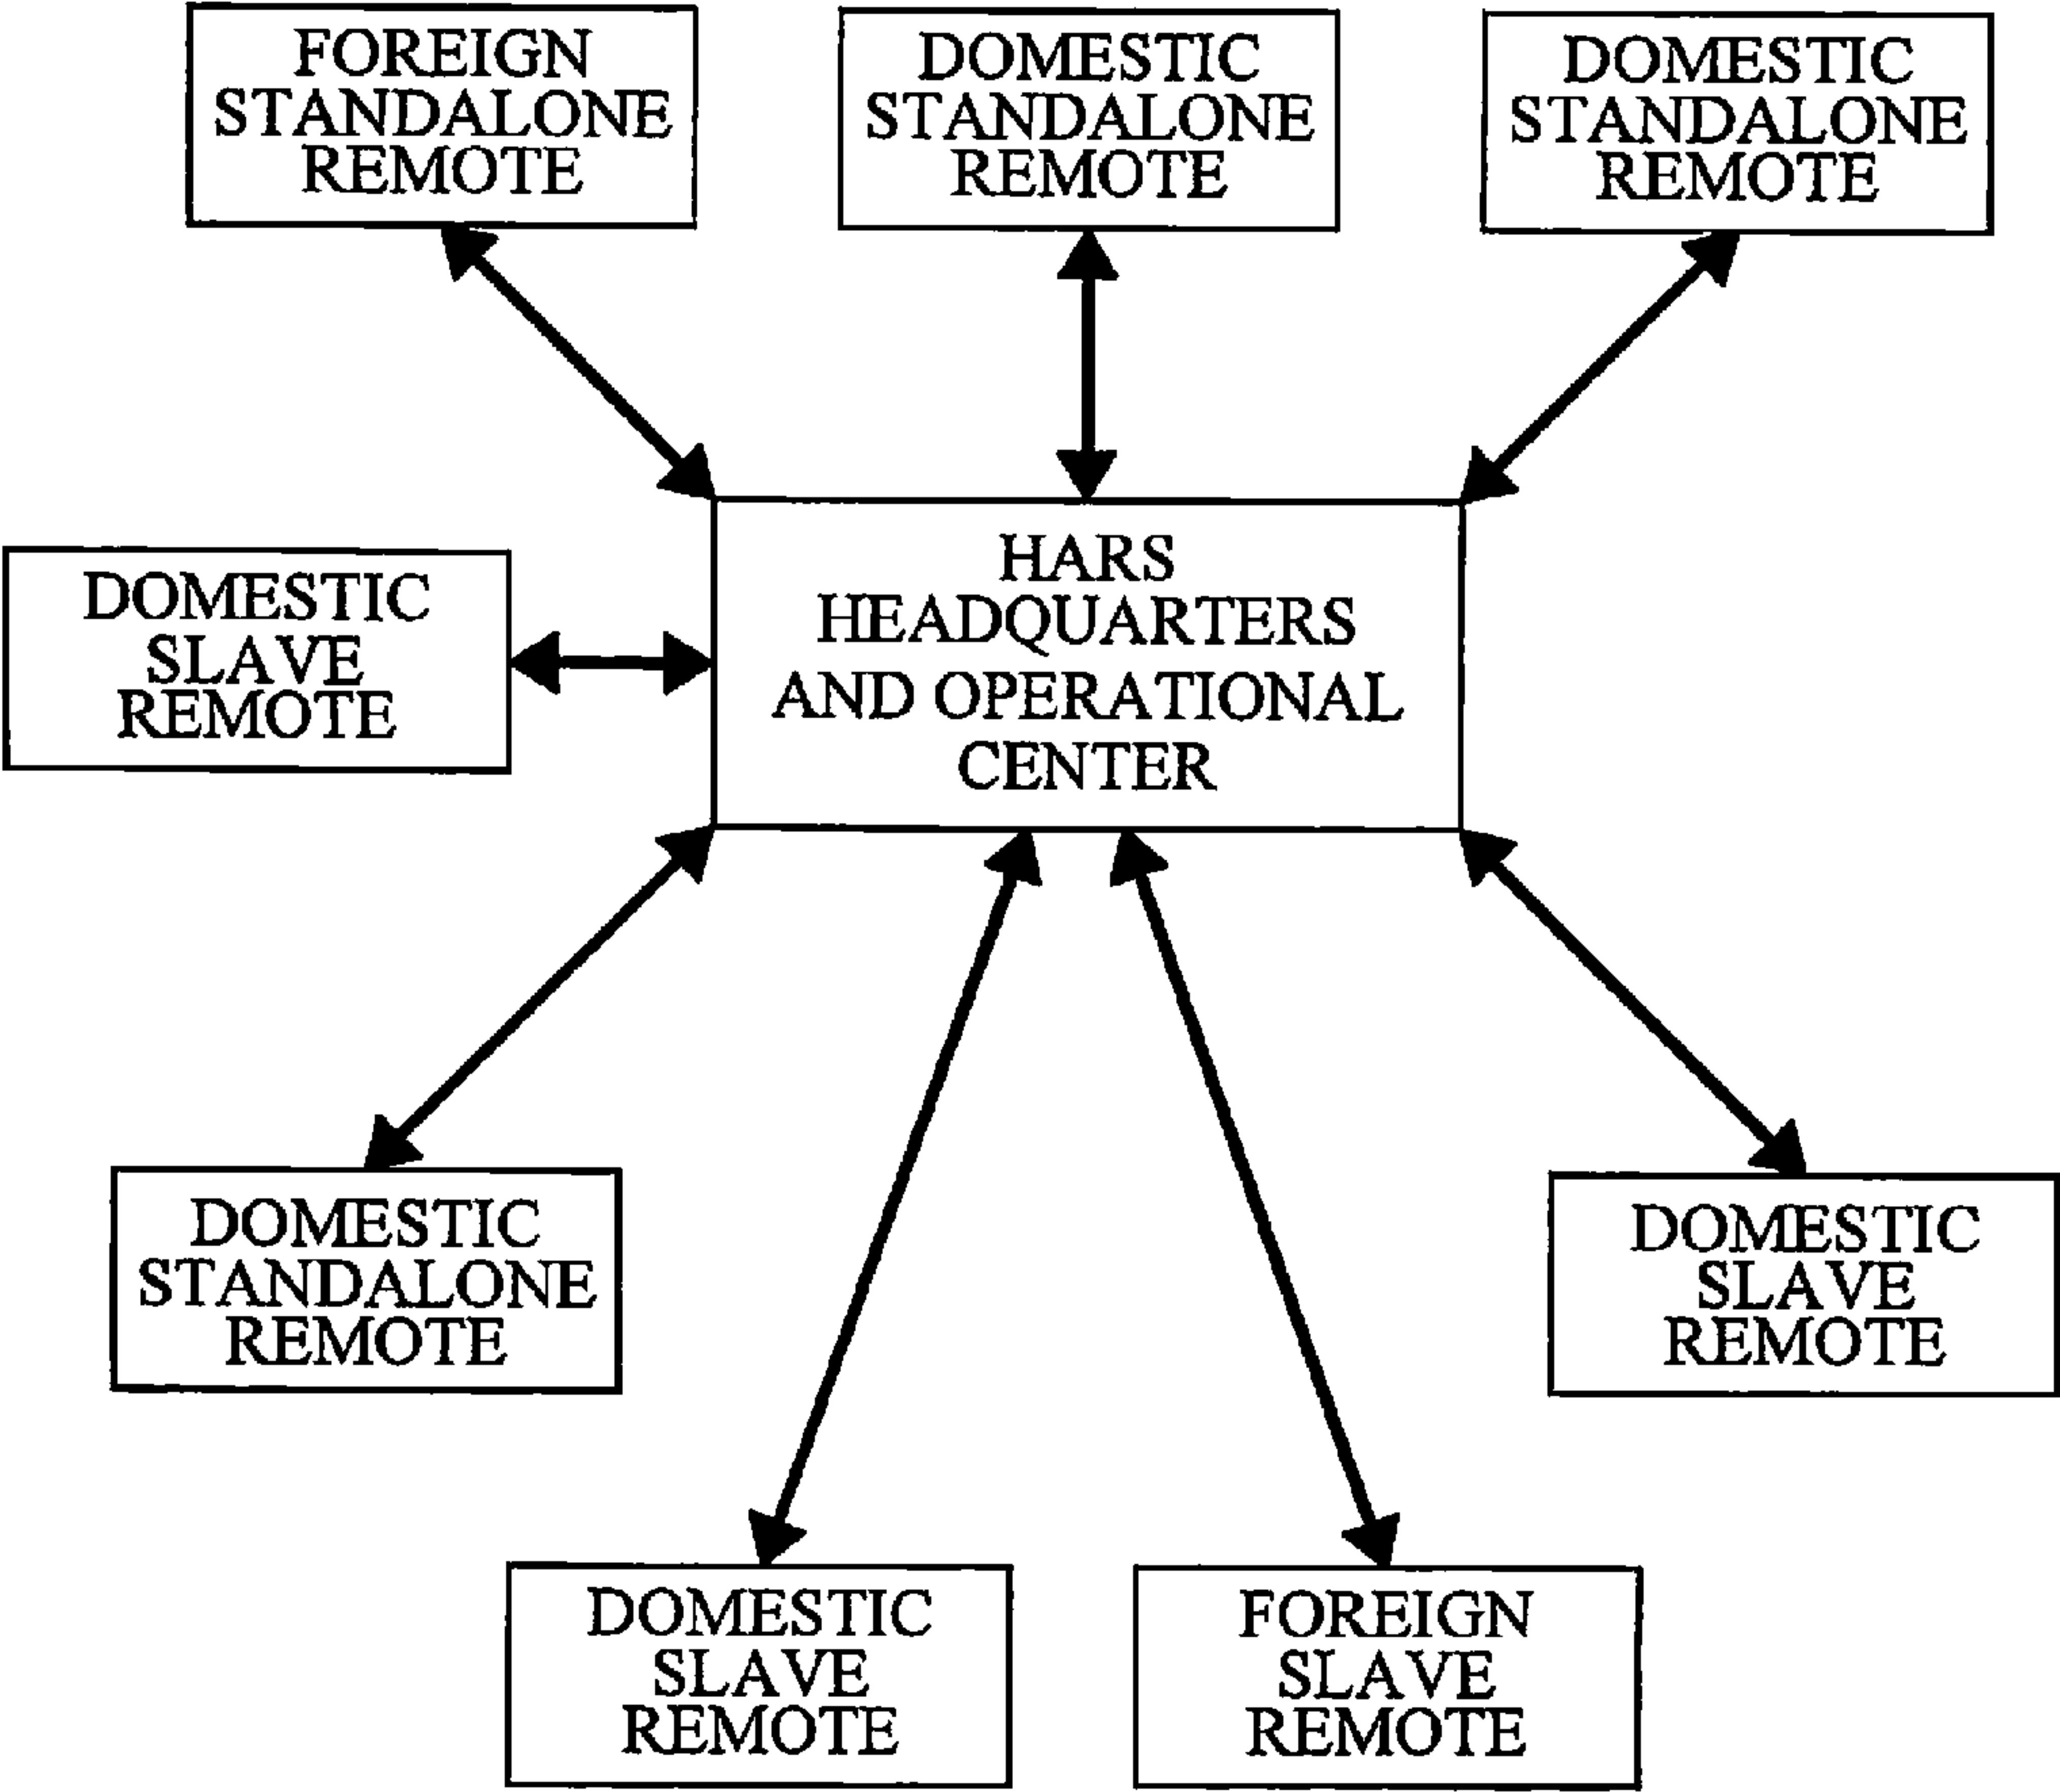 FOREIGN
STANDALONE
REMOTE
DOMESTIC
STANDALONE
REMOTE
DOMESTIC
STANDALONE
REMOTE
HARS
HEADQUARTERS
AND OPERATIONAL
CENTER
DOMESTIC
SLAVE
REMOTE
DOMESTIC
STANDALONE
REMOTE
DOMESTIC
SLAVE
REMOTE
DOMESTIC
SLAVE
REMOTE
FOREIGN
SLAVE
REMOTE